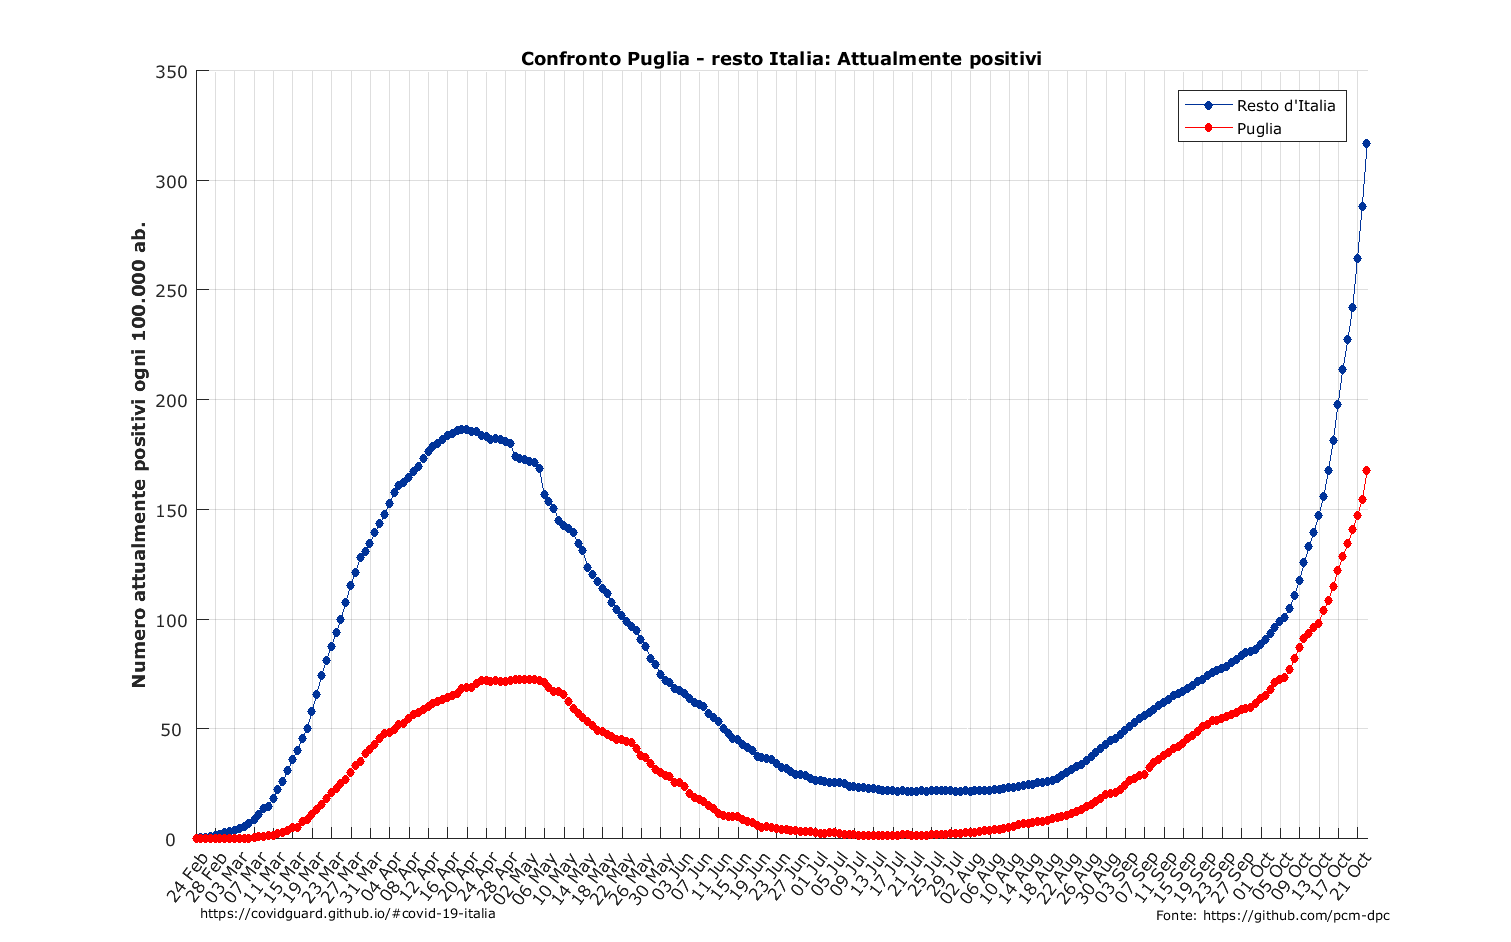 Confronto Puglia - resto Italia: Attualmente positivi
Resto d'Italia
Puglia
Numero attualmente positivi ogni 100.000 ab.
350
300
250
200
150
100
50
0
24 Feb
28 Feb
03 Mar
07 Mar
11 Mar
15 Mar
19 Mar
23 Mar
27 Mar
31 Mar
04 Apr
08 Apr
12 Apr
16 Apr
20 Apr
24 Apr
28 Apr
02 May
06 May
10 May
14 May
18 May
22 May
26 May
30 May
03 Jun
07 Jun
11 Jun
15 Jun
19 Jun
23 Jun
27 Jun
01 Jul
05 Jul
09 Jul
13 Jul
17 Jul
21 Jul
25 Jul
29 Jul
02 Aug
06 Aug
10 Aug
14 Aug
18 Aug
22 Aug
26 Aug
30 Aug
03 Sep
07 Sep
11 Sep
15 Sep
19 Sep
23 Sep
27 Sep
01 Oct
05 Oct
09 Oct
13 Oct
17 Oct
21 Oct
https://covidguard.github.io/#covid-19-italia
Fonte: https://github.com/pcm-dpc